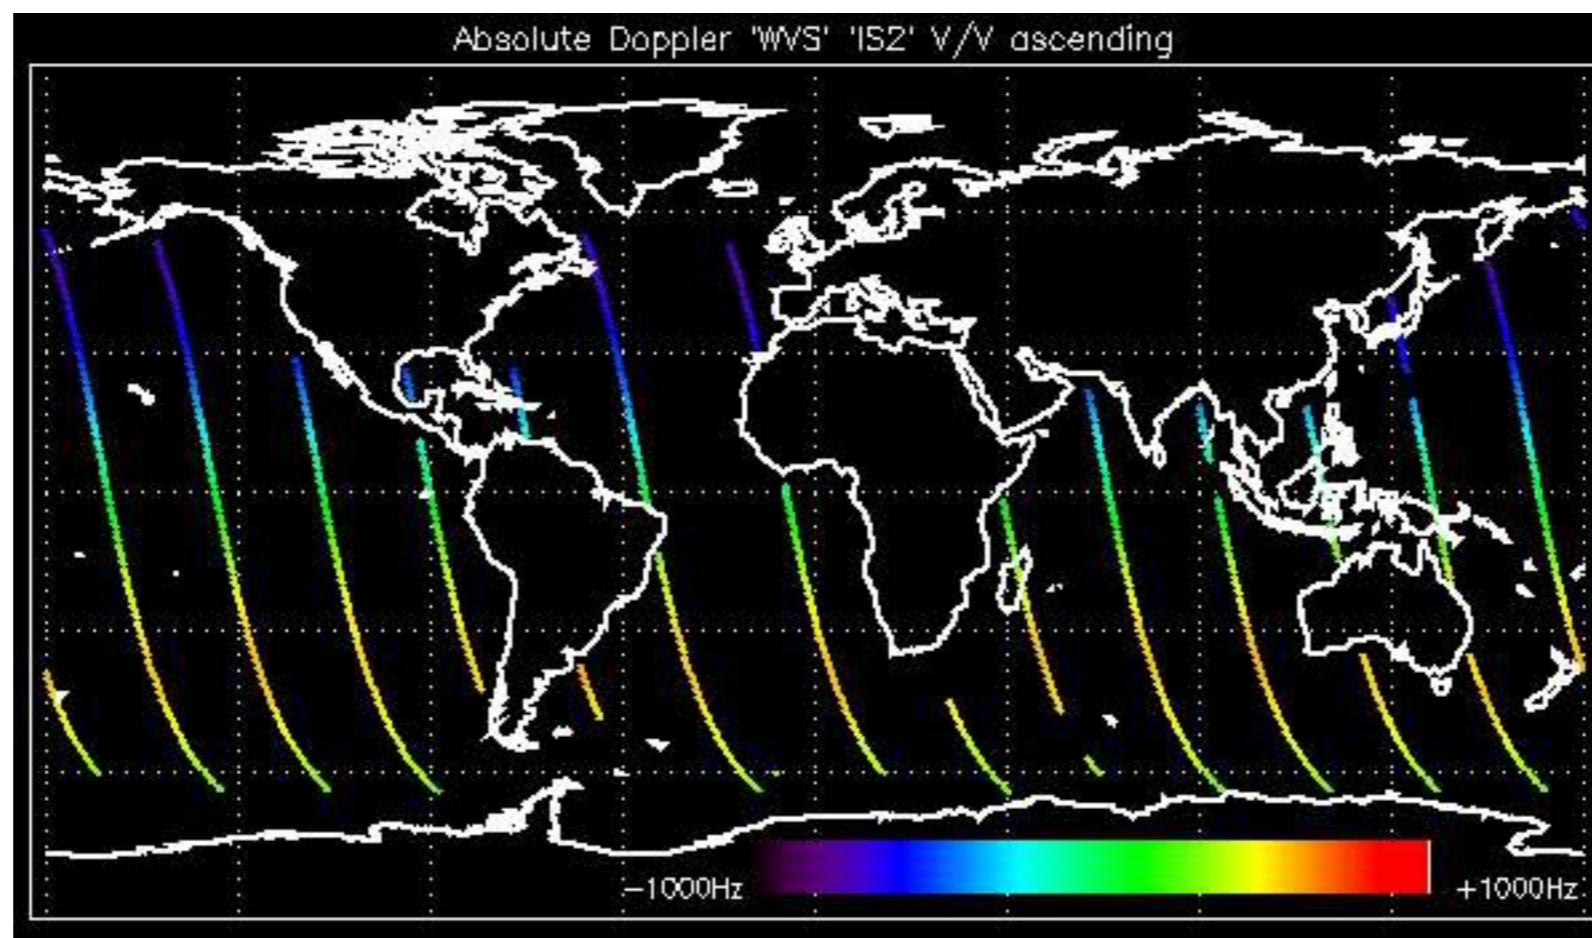 Absolute Doppler 'WVS' 'IS2' V/V ascending
−1000Hz
+1000Hz